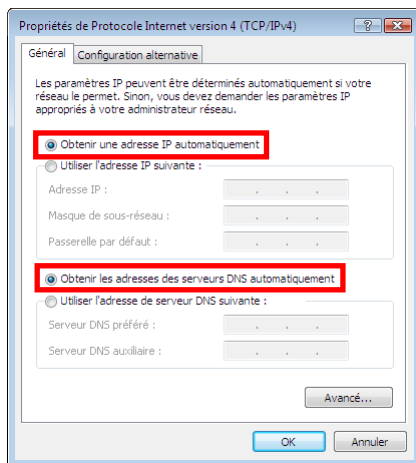 Propriétés de Protocole Internet version 4 (TCP/IPv4)
Général
Configuration alternative
Les paramètres IP peuvent être déterminés automatiquement si votre
réseau le permet. Sinon, vous devez demander les paramètres IP
appropriés à votre administrateur réseau.
Obtenir une adresse IP automatiquement
Utiliser l'adresse IP suivante :
Adresse IP :
Masque de sous-réseau :
Passerelle par défaut :
Obtenir les adresses des serveurs DNS automatiquement
Utiliser l'adresse de serveur DNS suivante :
Serveur DNS préféré :
Serveur DNS auxiliaire :
Avancé...
OK
Annuler